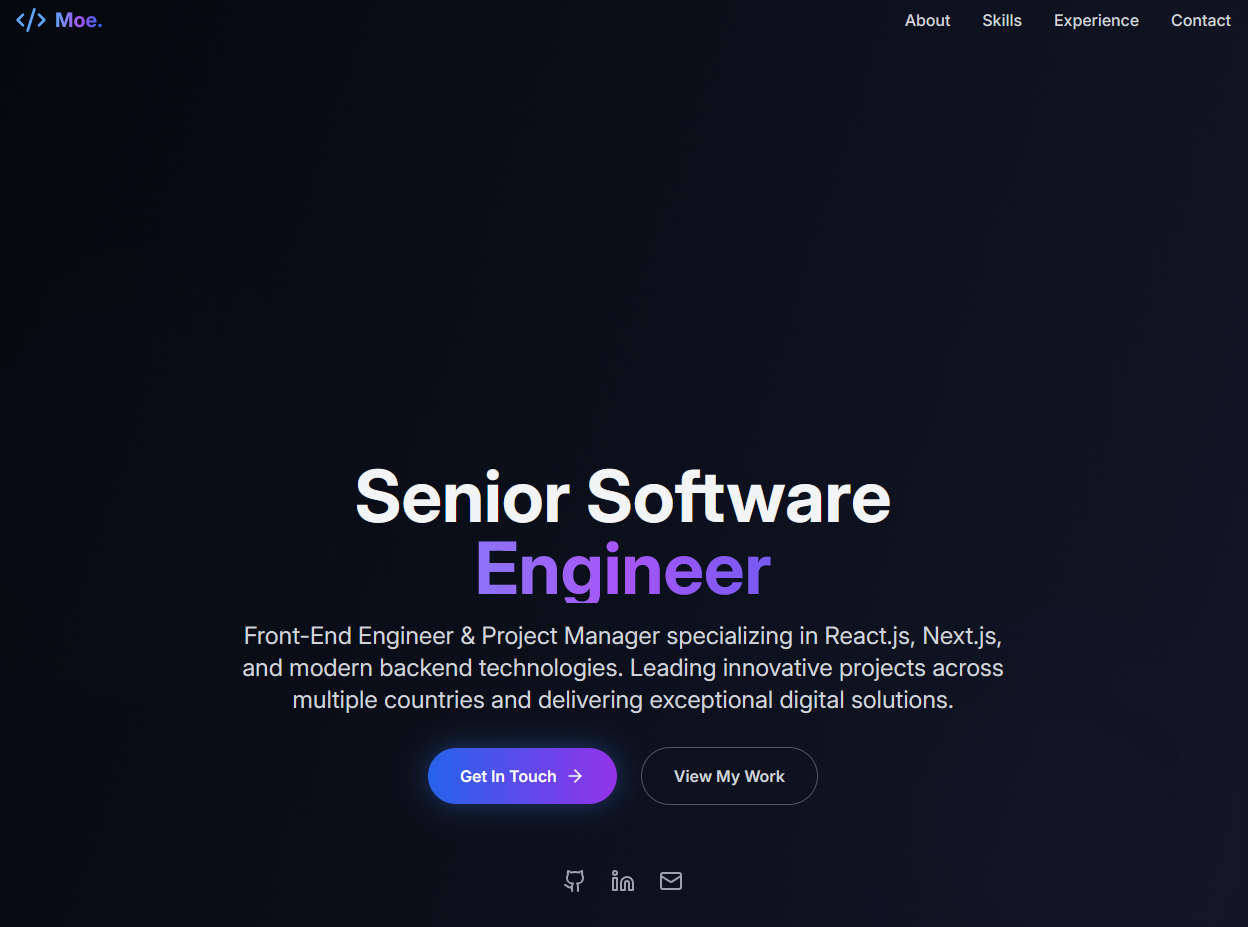 </> Moe.
About Skills Experience Contact
Senior Software
Engineer
Front-End Engineer & Project Manager specializing in React.js, Next.js,
and modern backend technologies. Leading innovative projects across
multiple countries and delivering exceptional digital solutions.
Get In Touch →
View My Work